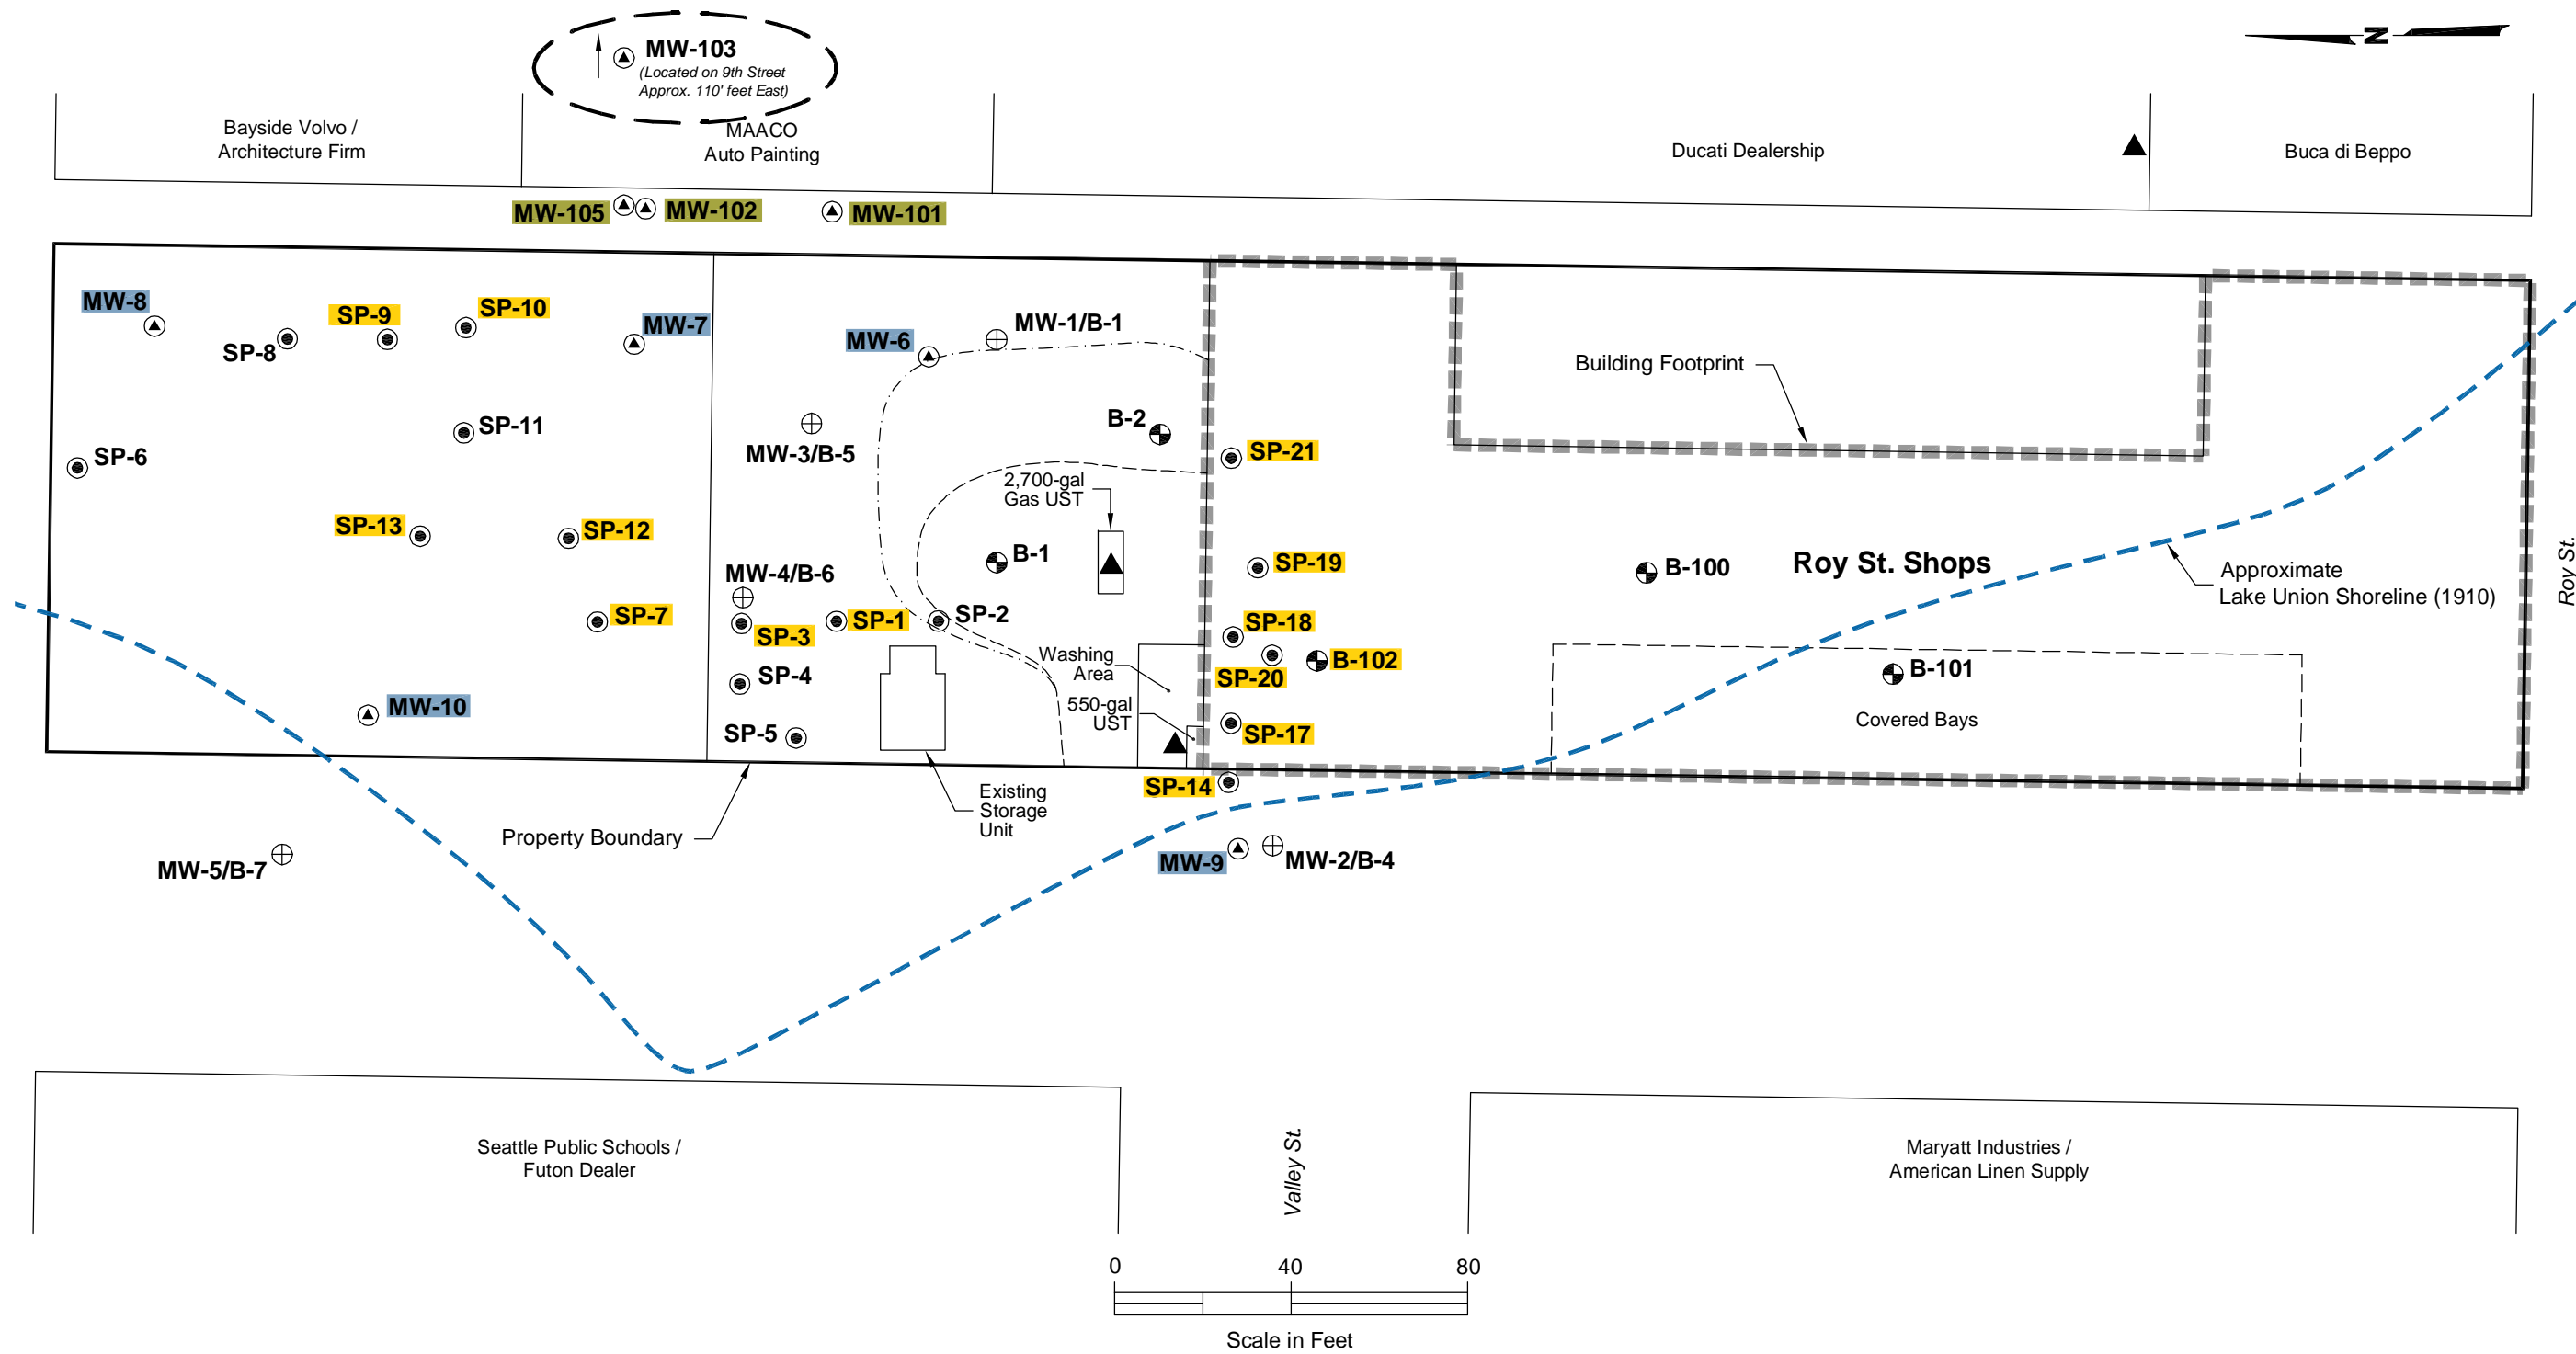 MW-103
(Located on 9th Street
Approx. 110' feet East)
N
Bayside Volvo /
Architecture Firm
MAACO
Auto Painting
Ducati Dealership
Buca di Beppo
MW-105
MW-102
MW-101
MW-8
SP-8
SP-9
SP-10
MW-7
MW-6
MW-1/B-1
Building Footprint
SP-6
SP-11
MW-3/B-5
B-2
SP-21
2,700-gal
Gas UST
SP-13
SP-12
B-1
SP-19
B-100
Roy St. Shops
Approximate
Lake Union Shoreline (1910)
Roy St.
MW-4/B-6
SP-7
SP-3
SP-1
SP-2
SP-18
Washing
Area
SP-20
B-102
B-101
SP-4
MW-10
SP-5
550-gal
UST
SP-17
Covered Bays
SP-14
Existing
Storage
Unit
Property Boundary
MW-5/B-7
MW-9
MW-2/B-4
Seattle Public Schools /
Futon Dealer
Valley St.
Maryatt Industries /
American Linen Supply
0 40 80
Scale in Feet